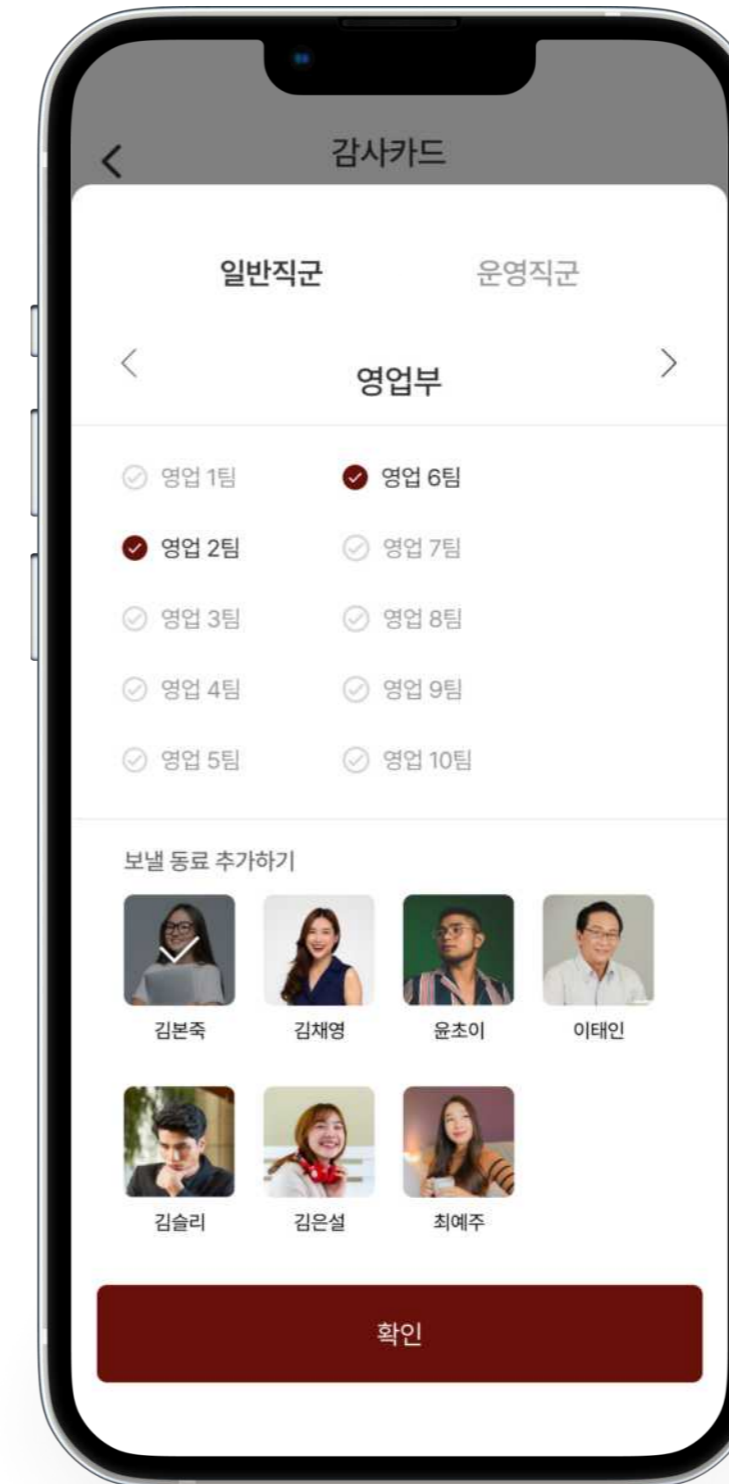 감사카드
일반직군 운영직군
영업부
영업 1팀 영업 6팀
영업 2팀 영업 7팀
영업 3팀 영업 8팀
영업 4팀 영업 9팀
영업 5팀 영업 10팀
보낼 동료 추가하기
김본죽 김채영 윤초이 이태인
김슬리 김은설 최예주
확인